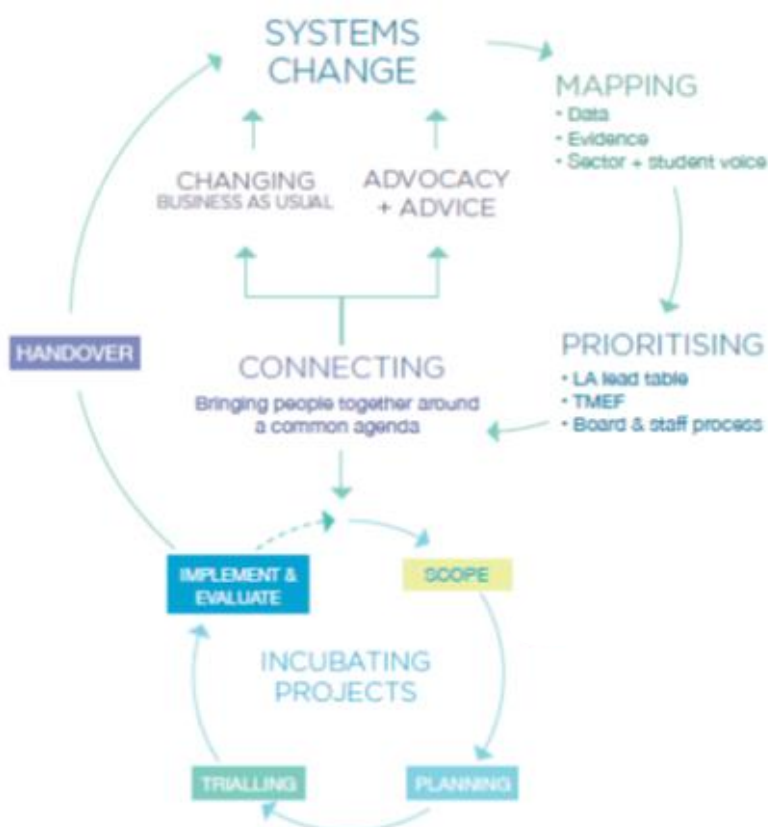 SYSTEMS
CHANGE
MAPPING
• Data
• Evidence
• Sector + student voice
CHANGING
BUSINESS AS USUAL
ADVOCACY
+ ADVICE
HANDOVER
CONNECTING
Bringing people together around
a common agenda
PRIORITISING
• LA lead table
• TMEF
• Board & staff process
IMPLEMENT &
EVALUATE
SCOPE
INCUBATING
PROJECTS
TRIALLING
PLANNING